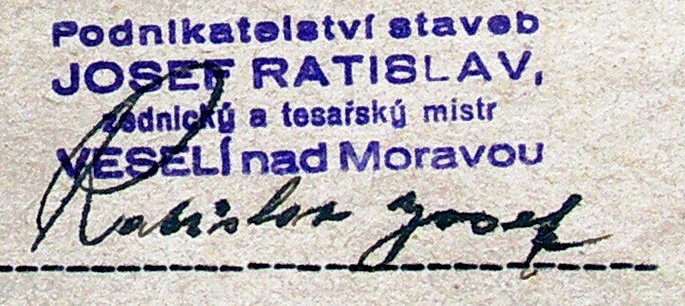 Podnikatelství staveb
JOSEF RATISLAV,
zednický a tesařský mistr
VESELÍ nad Moravou
Ratislav Josef